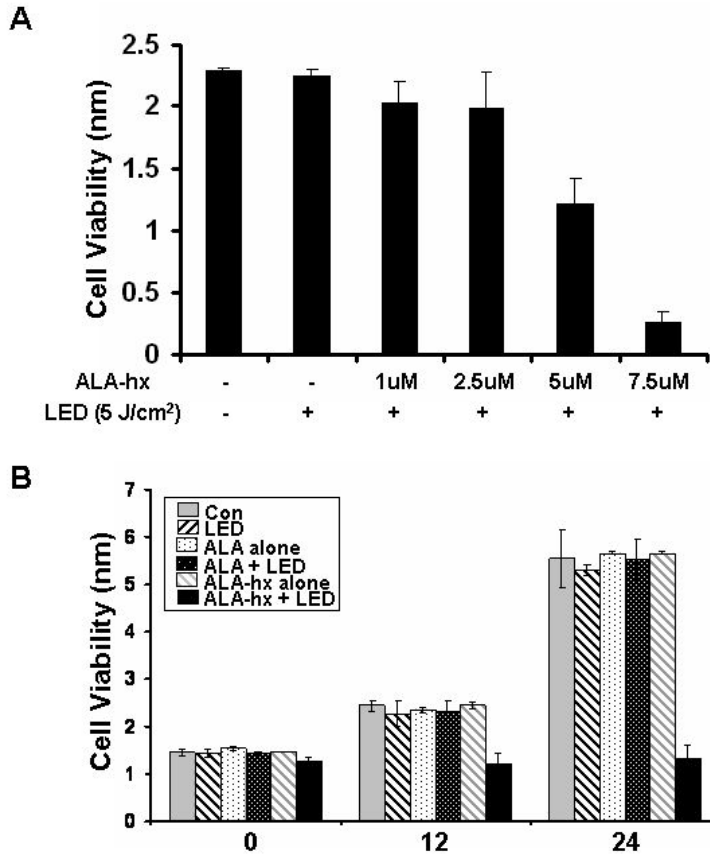 A
Cell Viability (nm)
2.5
2
1.5
1
0.5
0
ALA-hx - - 1uM 2.5uM 5uM 7.5uM
LED (5 J/cm²) - + + + + +
B
Cell Viability (nm)
7
6
5
4
3
2
1
0
Con
LED
ALA alone
ALA + LED
ALA-hx alone
ALA-hx + LED
0 12 24